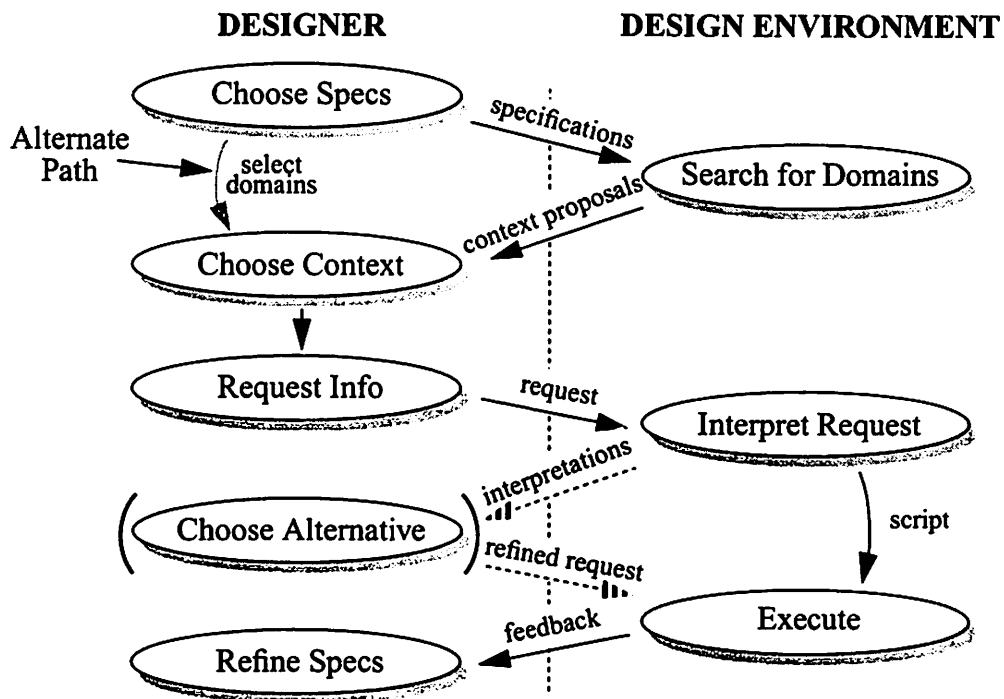 DESIGNER
DESIGN ENVIRONMENT
Choose Specs
specifications
Alternate
Path
select
domains
Search for Domains
context proposals
Choose Context
Request Info
request
Interpret Request
interpretations
(Choose Alternative)
script
refined request
Execute
feedback
Refine Specs